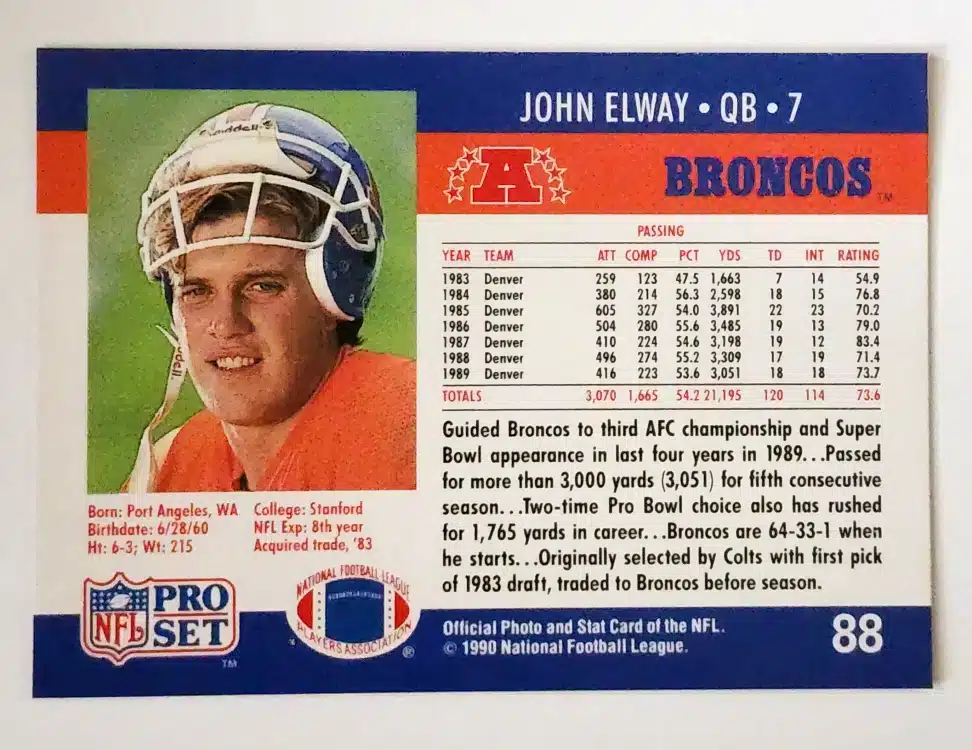 JOHN ELWAY • QB • 7
A
BRONCOS™
Riddell
dell
PASSING
YEAR TEAM ATT COMP PCT YDS TD INT RATING
1983 Denver 259 123 47.5 1,663 7 14 54.9
1984 Denver 380 214 56.3 2,598 18 15 76.8
1985 Denver 605 327 54.0 3,891 22 23 70.2
1986 Denver 504 280 55.6 3,485 19 13 79.0
1987 Denver 410 224 54.6 3,198 19 12 83.4
1988 Denver 496 274 55.2 3,309 17 19 71.4
1989 Denver 416 223 53.6 3,051 18 18 73.7
TOTALS 3,070 1,665 54.2 21,195 120 114 73.6
Guided Broncos to third AFC championship and Super
Bowl appearance in last four years in 1989...Passed
for more than 3,000 yards (3,051) for fifth consecutive
season...Two-time Pro Bowl choice also has rushed
for 1,765 yards in career...Broncos are 64-33-1 when
he starts...Originally selected by Colts with first pick
of 1983 draft, traded to Broncos before season.
Born: Port Angeles, WA
Birthdate: 6/28/60
Ht: 6-3; Wt: 215
College: Stanford
NFL Exp: 8th year
Acquired trade, '83
NFL
PRO
SET
™
NATIONAL FOOTBALL LEAGUE
PLAYERS ASSOCIATION
®
Official Photo and Stat Card of the NFL.
© 1990 National Football League.
88